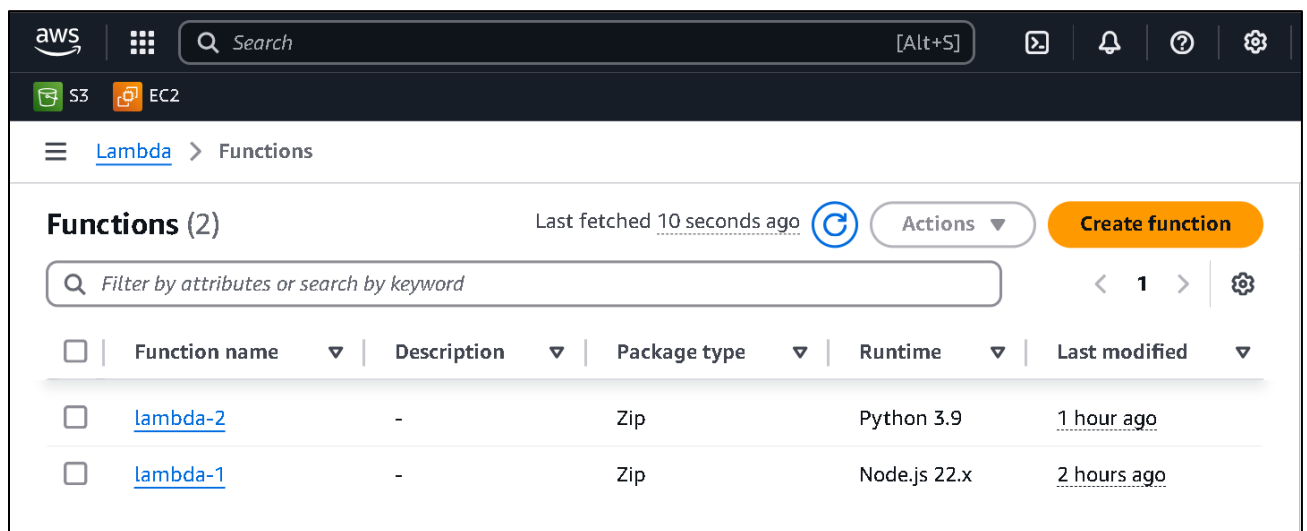 aws Search [Alt+S]
S3 EC2
Lambda > Functions
Functions (2) Last fetched 10 seconds ago Actions Create function
Filter by attributes or search by keyword < 1 >
Function name Description Package type Runtime Last modified
lambda-2 - Zip Python 3.9 1 hour ago
lambda-1 - Zip Node.js 22.x 2 hours ago